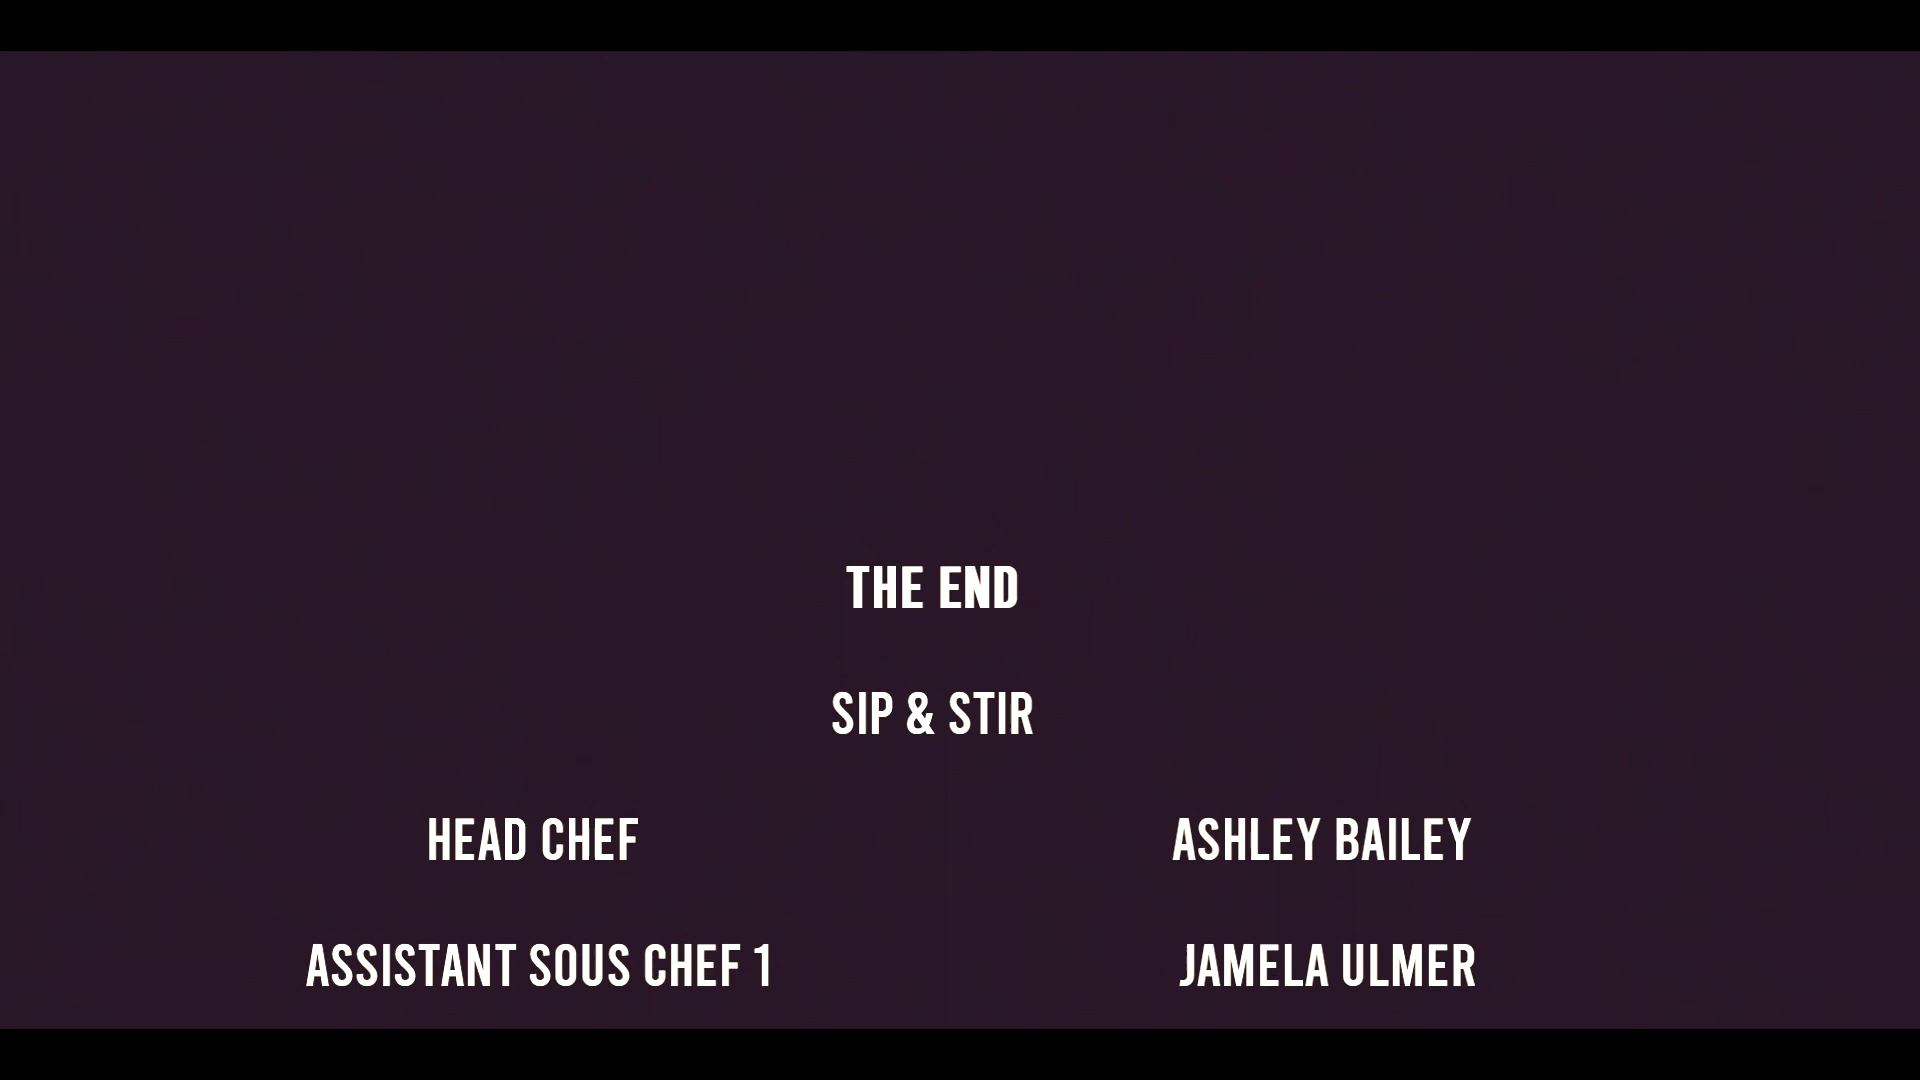 THE END
SIP & STIR
HEAD CHEF ASHLEY BAILEY
ASSISTANT SOUS CHEF 1 JAMELA ULMER